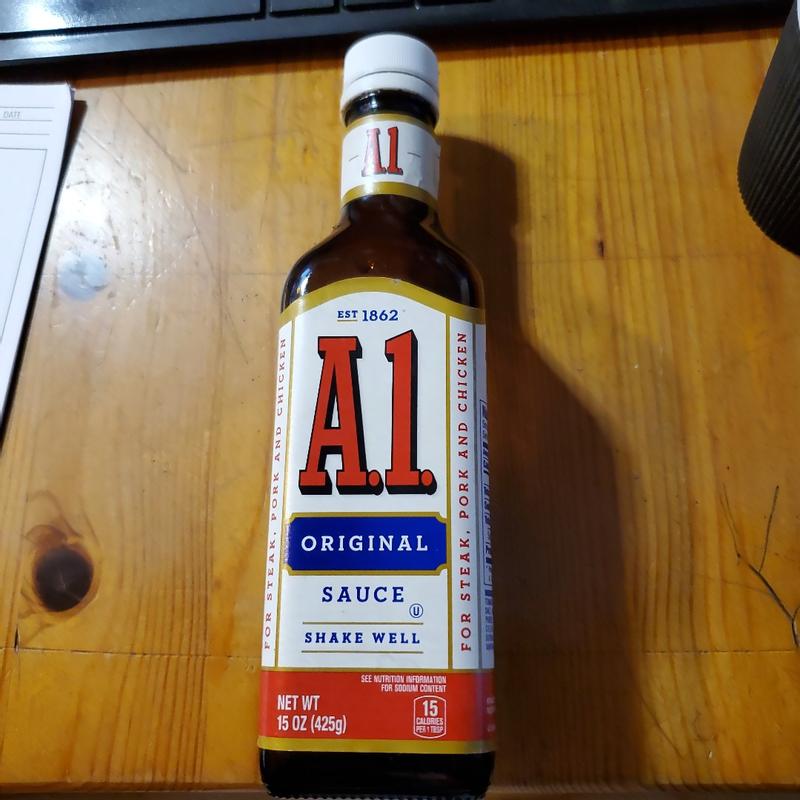 DATE
A.1.
EST 1862
A.1.
ORIGINAL
SAUCE
U
SHAKE WELL
FOR STEAK, PORK AND CHICKEN
FOR STEAK, PORK AND CHICKEN
SEE NUTRITION INFORMATION
FOR SODIUM CONTENT
NET WT
15 OZ (425g)
15
CALORIES
PER 1 TBSP